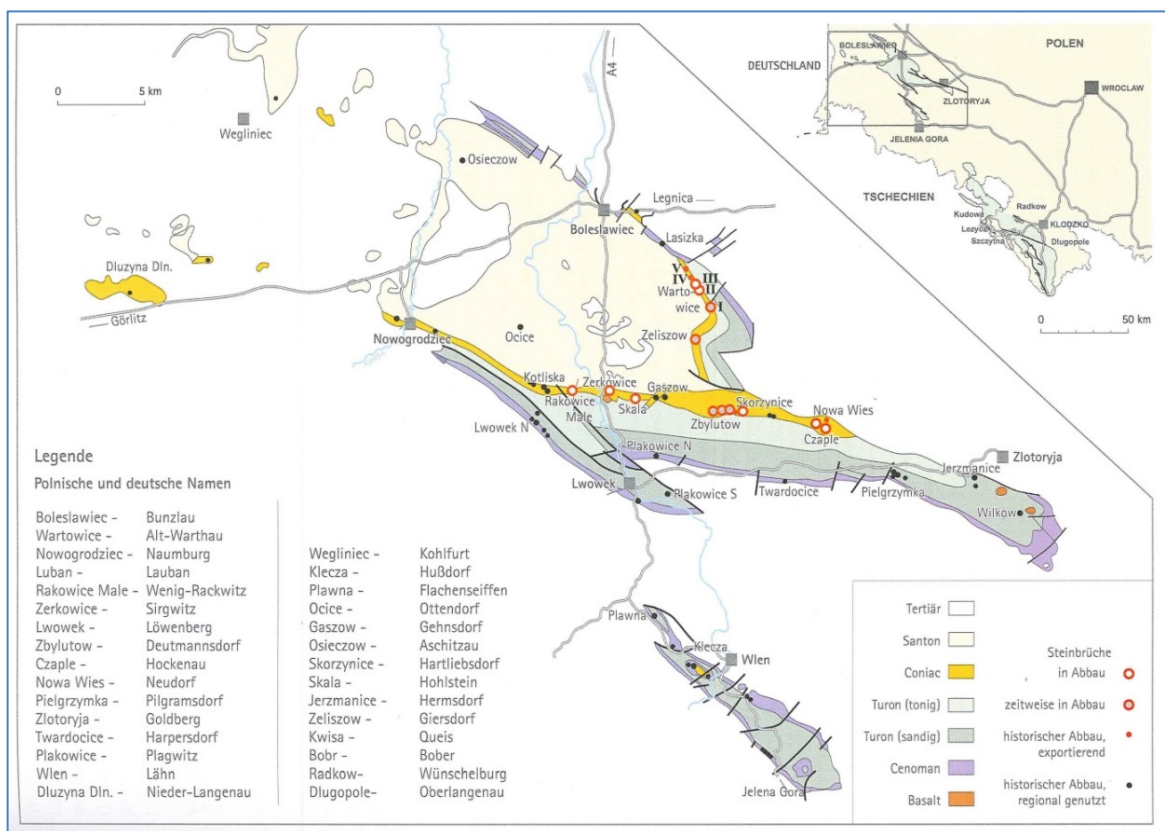 0 5 km
Wegliniec
Osieczow
A4
Legnica
Boleslawiec
Lasizka
V
IV
III
Warto-
wice
II
I
Dluzyna Dln.
Görlitz
Nowogrodziec
Ocice
Zeliszow
Kotliska
Zerkowice
Gaszow
Rakowice
Male
Skala
Skorzynice
Zbylutow
Nowa Wies
Czaple
Lwowek N
Plakowice N
Zlotoryja
Jerzmanice
Lwowek
Plakowice S
Twardocice
Pielgrzymka
Wilkow
Plawna
Klecza
Wlen
Jelena Gora
DEUTSCHLAND
POLEN
BOLESLAWIEC
ZLOTORYJA
WROCLAW
JELENIA GORA
TSCHECHIEN
Radkow
Kudowa
KLODZKO
Lezyce
Szczytna
Dlugopole
0 50 km
Legende
Polnische und deutsche Namen
Boleslawiec - Bunzlau
Wartowice - Alt-Warthau
Nowogrodziec - Naumburg
Luban - Lauban
Rakowice Male - Wenig-Rackwitz
Zerkowice - Sirgwitz
Lwowek - Löwenberg
Zbylutow - Deutmannsdorf
Czaple - Hockenau
Nowa Wies - Neudorf
Pielgrzymka - Pilgramsdorf
Zlotoryja - Goldberg
Twardocice - Harpersdorf
Plakowice - Plagwitz
Wlen - Lähn
Dluzyna Dln. - Nieder-Langenau
Wegliniec - Kohlfurt
Klecza - Hußdorf
Plawna - Flachenseiffen
Ocice - Ottendorf
Gaszow - Gehnsdorf
Osieczow - Aschitzau
Skorzynice - Hartliebsdorf
Skala - Hohlstein
Jerzmanice - Hermsdorf
Zeliszow - Giersdorf
Kwisa - Queis
Bobr - Bober
Radkow- Wünschelburg
Dlugopole- Oberlangenau
Tertiär
Santon
Coniac
Turon (tonig)
Turon (sandig)
Cenoman
Basalt
Steinbrüche
in Abbau
zeitweise in Abbau
historischer Abbau,
exportierend
historischer Abbau,
regional genutzt